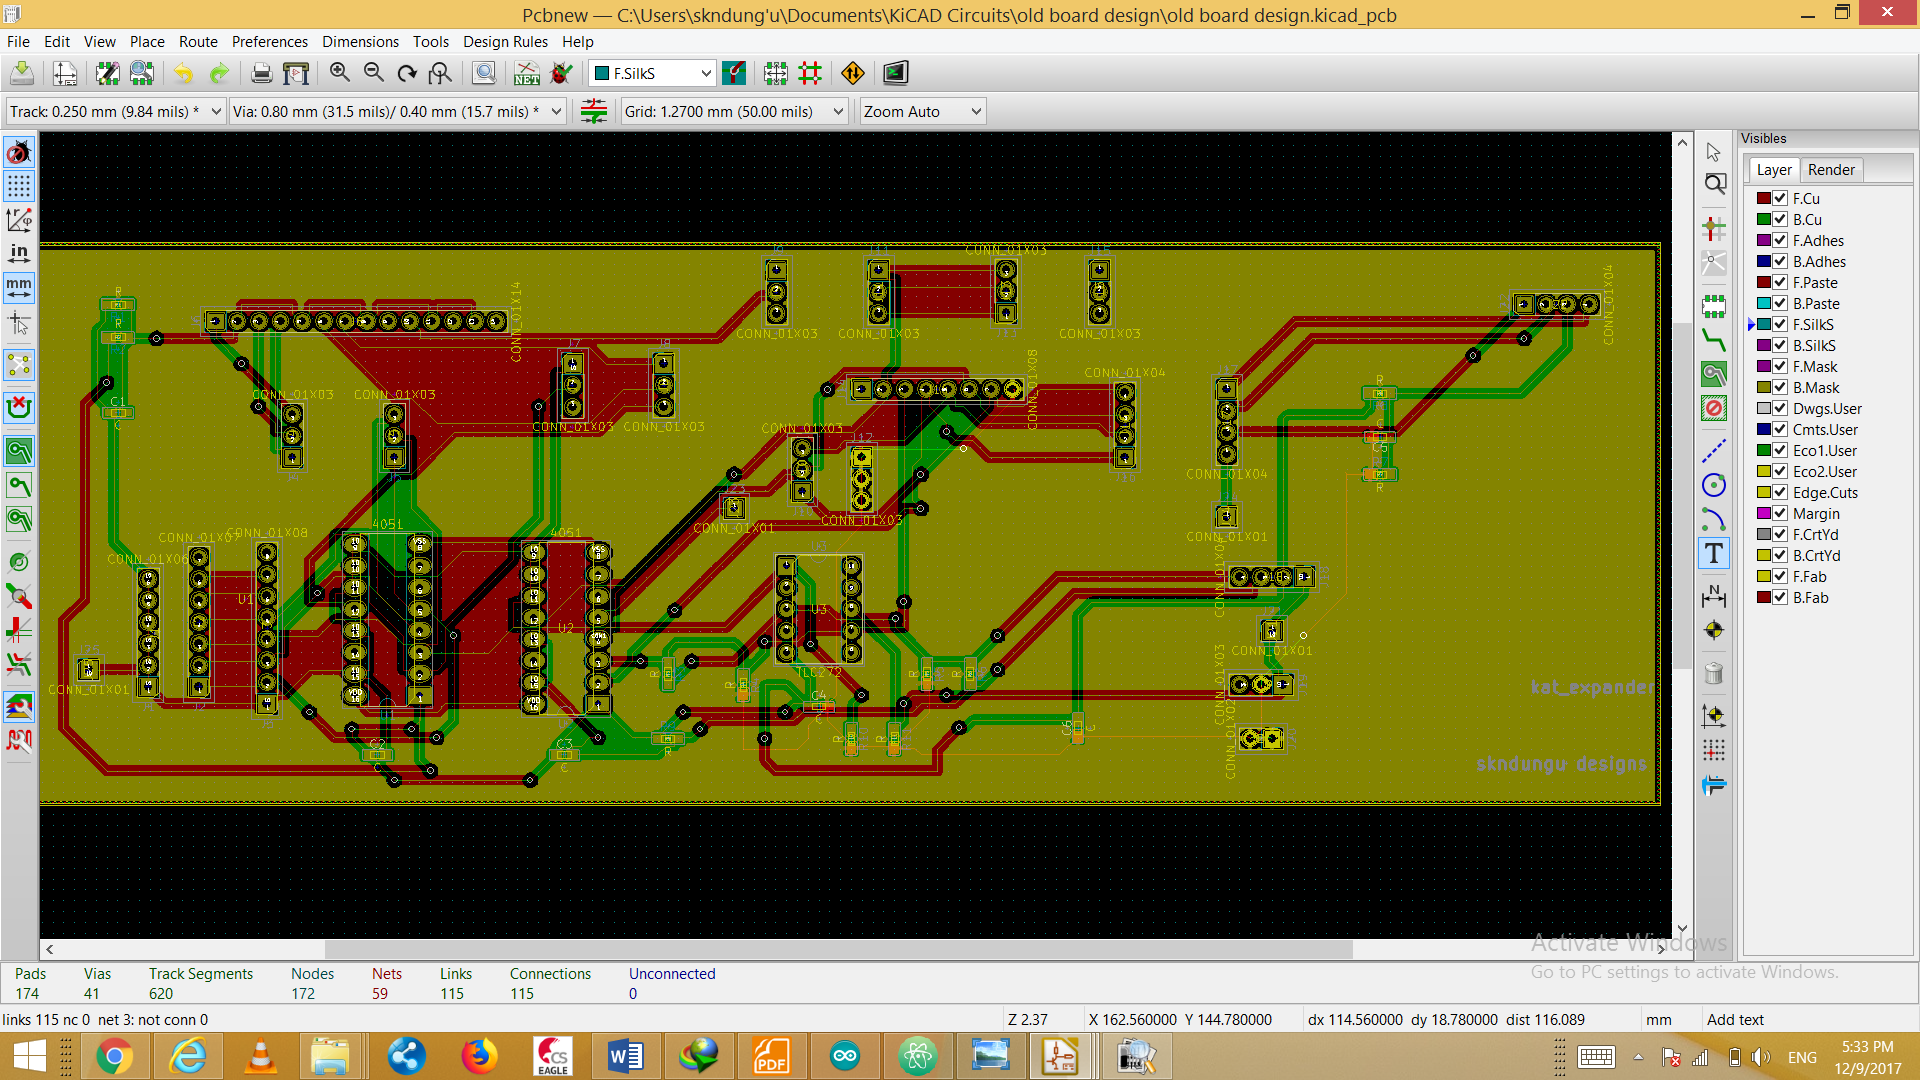 Pcbnew — C:\Users\skndung'u\Documents\KiCAD Circuits\old board design\old board design.kicad_pcb
File Edit View Place Route Preferences Dimensions Tools Design Rules Help
NET F.SilkS
Track: 0.250 mm (9.84 mils) * Via: 0.80 mm (31.5 mils)/ 0.40 mm (15.7 mils) * Grid: 1.2700 mm (50.00 mils) Zoom Auto
in
mm
Visibles
Layer Render
F.Cu
B.Cu
F.Adhes
B.Adhes
F.Paste
B.Paste
F.SilkS
B.SilkS
F.Mask
B.Mask
Dwgs.User
Cmts.User
Eco1.User
Eco2.User
Edge.Cuts
Margin
F.CrtYd
B.CrtYd
F.Fab
B.Fab
CONN_01X03
CONN_01X14
CONN_01X03 CONN_01X03 CONN_01X03
CONN_01X04
CONN_01X08
CONN_01X04
CONN_01X03 CONN_01X03
CONN_01X03 CONN_01X03
CONN_01X03
CONN_01X03
CONN_01X04
J23
CONN_01X01
CONN_01X01
4051 4051
CONN_01X06 CONN_01X07 CONN_01X08
U1 U2 U3
TLC272
CONN_01X01
CONN_01X04
CONN_01X01
CONN_01X03
CONN_01X02
C1
C2 C3 C4
kat_expander
skndungu designs
Activate Windows
Go to PC settings to activate Windows.
Pads Vias Track Segments Nodes Nets Links Connections Unconnected
174 41 620 172 59 115 115 0
links 115 nc 0 net 3: not conn 0 Z 2.37 X 162.560000 Y 144.780000 dx 114.560000 dy 18.780000 dist 116.089 mm Add text
CS
EAGLE
PDF
ENG
5:33 PM
12/9/2017